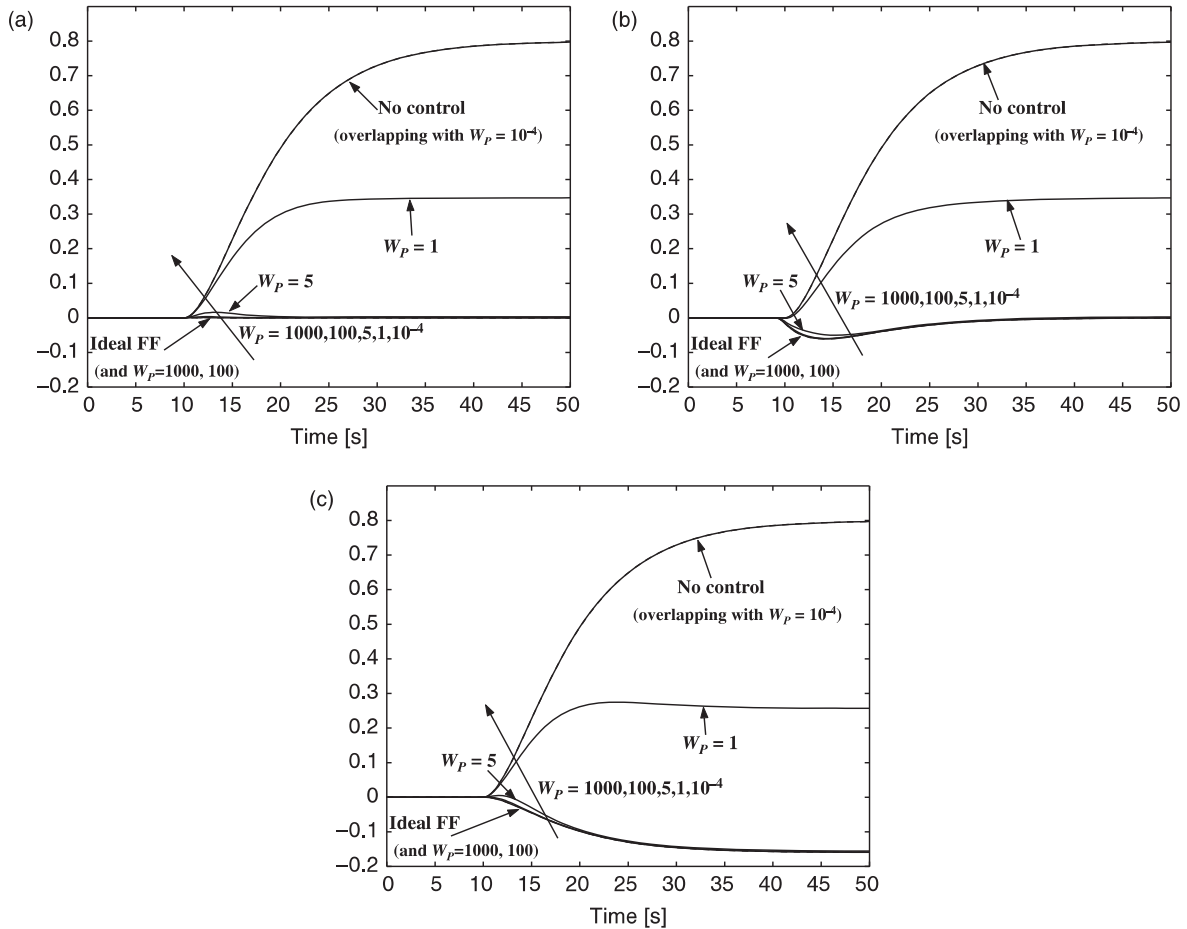 (a)
0.8
0.7
0.6
0.5
0.4
0.3
0.2
0.1
0
−0.1
−0.2
No control
(overlapping with W_P = 10⁻⁴)
W_P = 1
W_P = 5
W_P = 1000,100,5,1,10⁻⁴
Ideal FF
(and W_P=1000, 100)
0 5 10 15 20 25 30 35 40 45 50
Time [s]
(b)
0.8
0.7
0.6
0.5
0.4
0.3
0.2
0.1
0
−0.1
−0.2
No control
(overlapping with W_P = 10⁻⁴)
W_P = 1
W_P = 5
W_P = 1000,100,5,1,10⁻⁴
Ideal FF
(and W_P=1000, 100)
0 5 10 15 20 25 30 35 40 45 50
Time [s]
(c)
0.8
0.7
0.6
0.5
0.4
0.3
0.2
0.1
0
−0.1
−0.2
No control
(overlapping with W_P = 10⁻⁴)
W_P = 1
W_P = 5
W_P = 1000,100,5,1,10⁻⁴
Ideal FF
(and W_P=1000, 100)
0 5 10 15 20 25 30 35 40 45 50
Time [s]